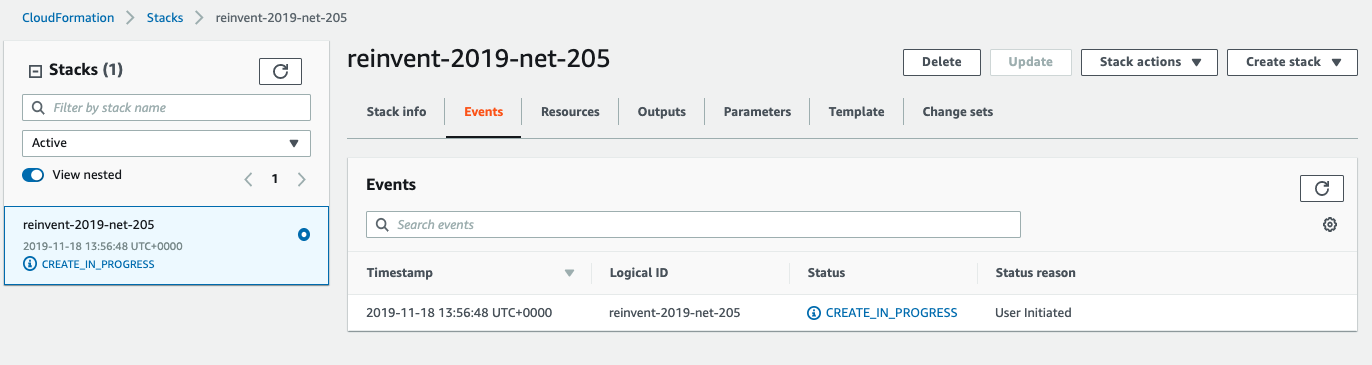 CloudFormation > Stacks > reinvent-2019-net-205
Stacks (1)
Filter by stack name
Active
View nested
1
reinvent-2019-net-205
2019-11-18 13:56:48 UTC+0000
CREATE_IN_PROGRESS
reinvent-2019-net-205
Delete Update Stack actions Create stack
Stack info Events Resources Outputs Parameters Template Change sets
Events
Search events
Timestamp Logical ID Status Status reason
2019-11-18 13:56:48 UTC+0000 reinvent-2019-net-205 CREATE_IN_PROGRESS User Initiated